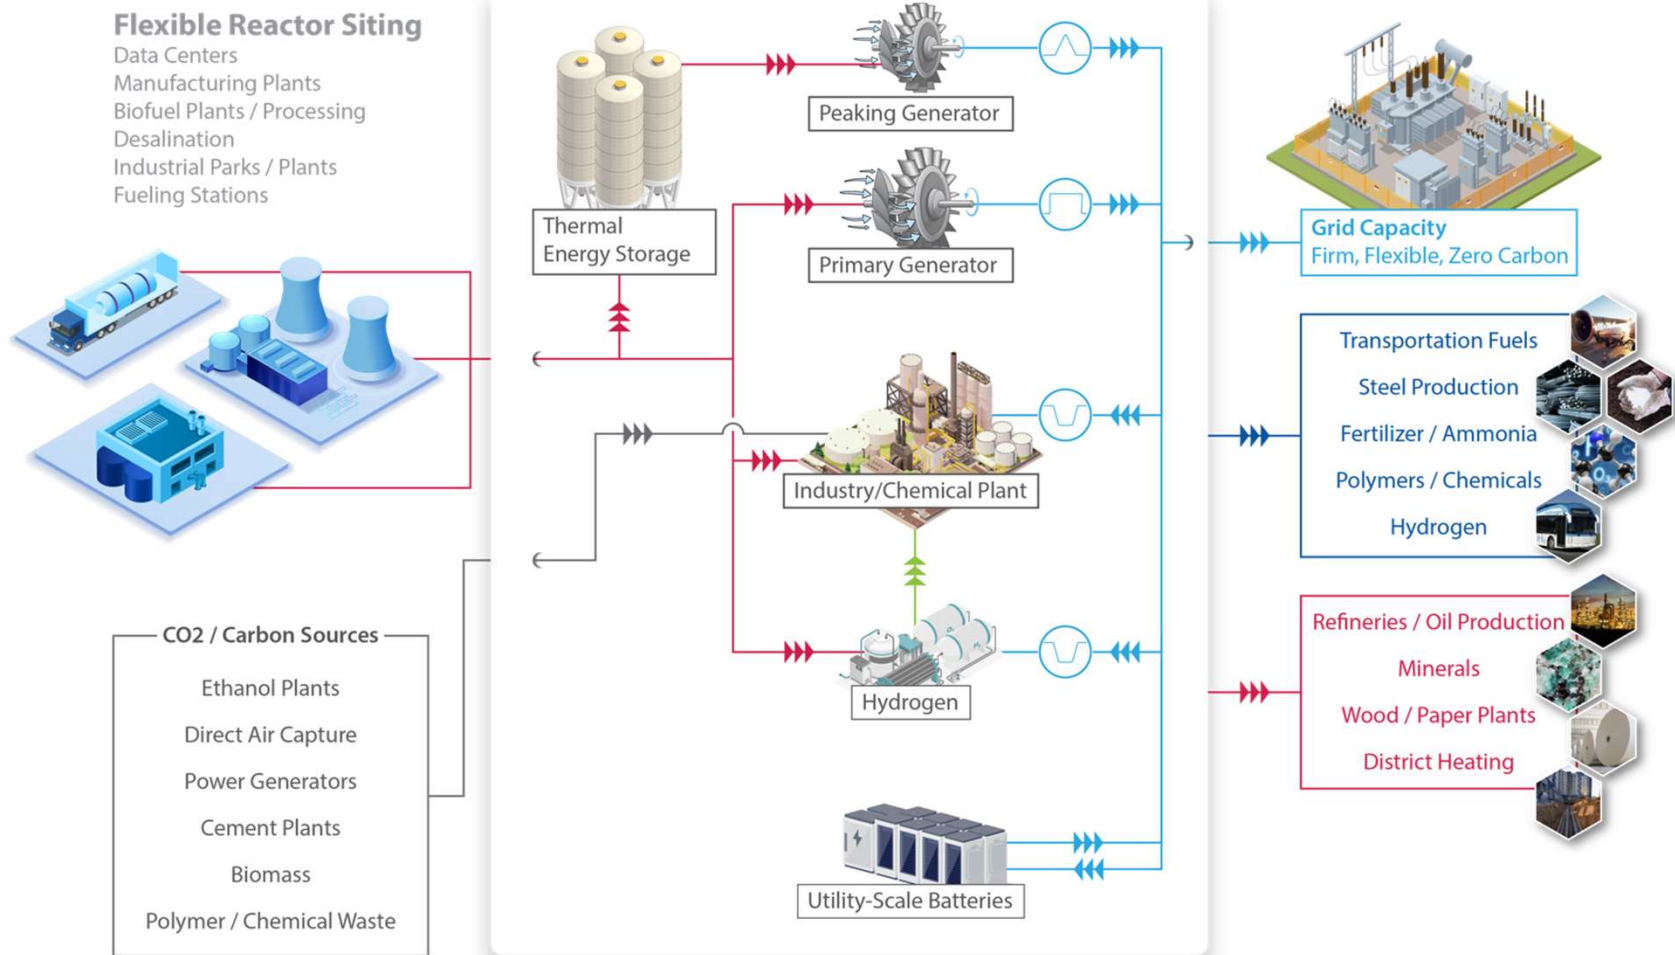 Flexible Reactor Siting
Data Centers
Manufacturing Plants
Biofuel Plants / Processing
Desalination
Industrial Parks / Plants
Fueling Stations
CO2 / Carbon Sources
Ethanol Plants
Direct Air Capture
Power Generators
Cement Plants
Biomass
Polymer / Chemical Waste
Thermal
Energy Storage
Peaking Generator
Primary Generator
Industry/Chemical Plant
Hydrogen
Utility-Scale Batteries
Grid Capacity
Firm, Flexible, Zero Carbon
Transportation Fuels
Steel Production
Fertilizer / Ammonia
Polymers / Chemicals
Hydrogen
Refineries / Oil Production
Minerals
Wood / Paper Plants
District Heating